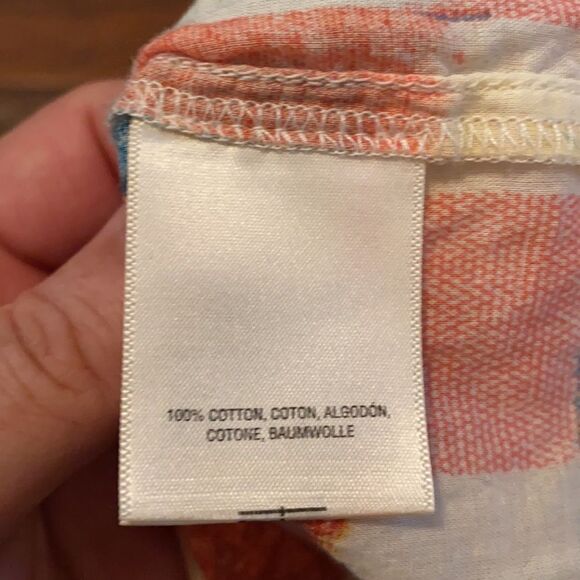 100% COTTON, COTON, ALGODÓN,
COTONE, BAUMWOLLE